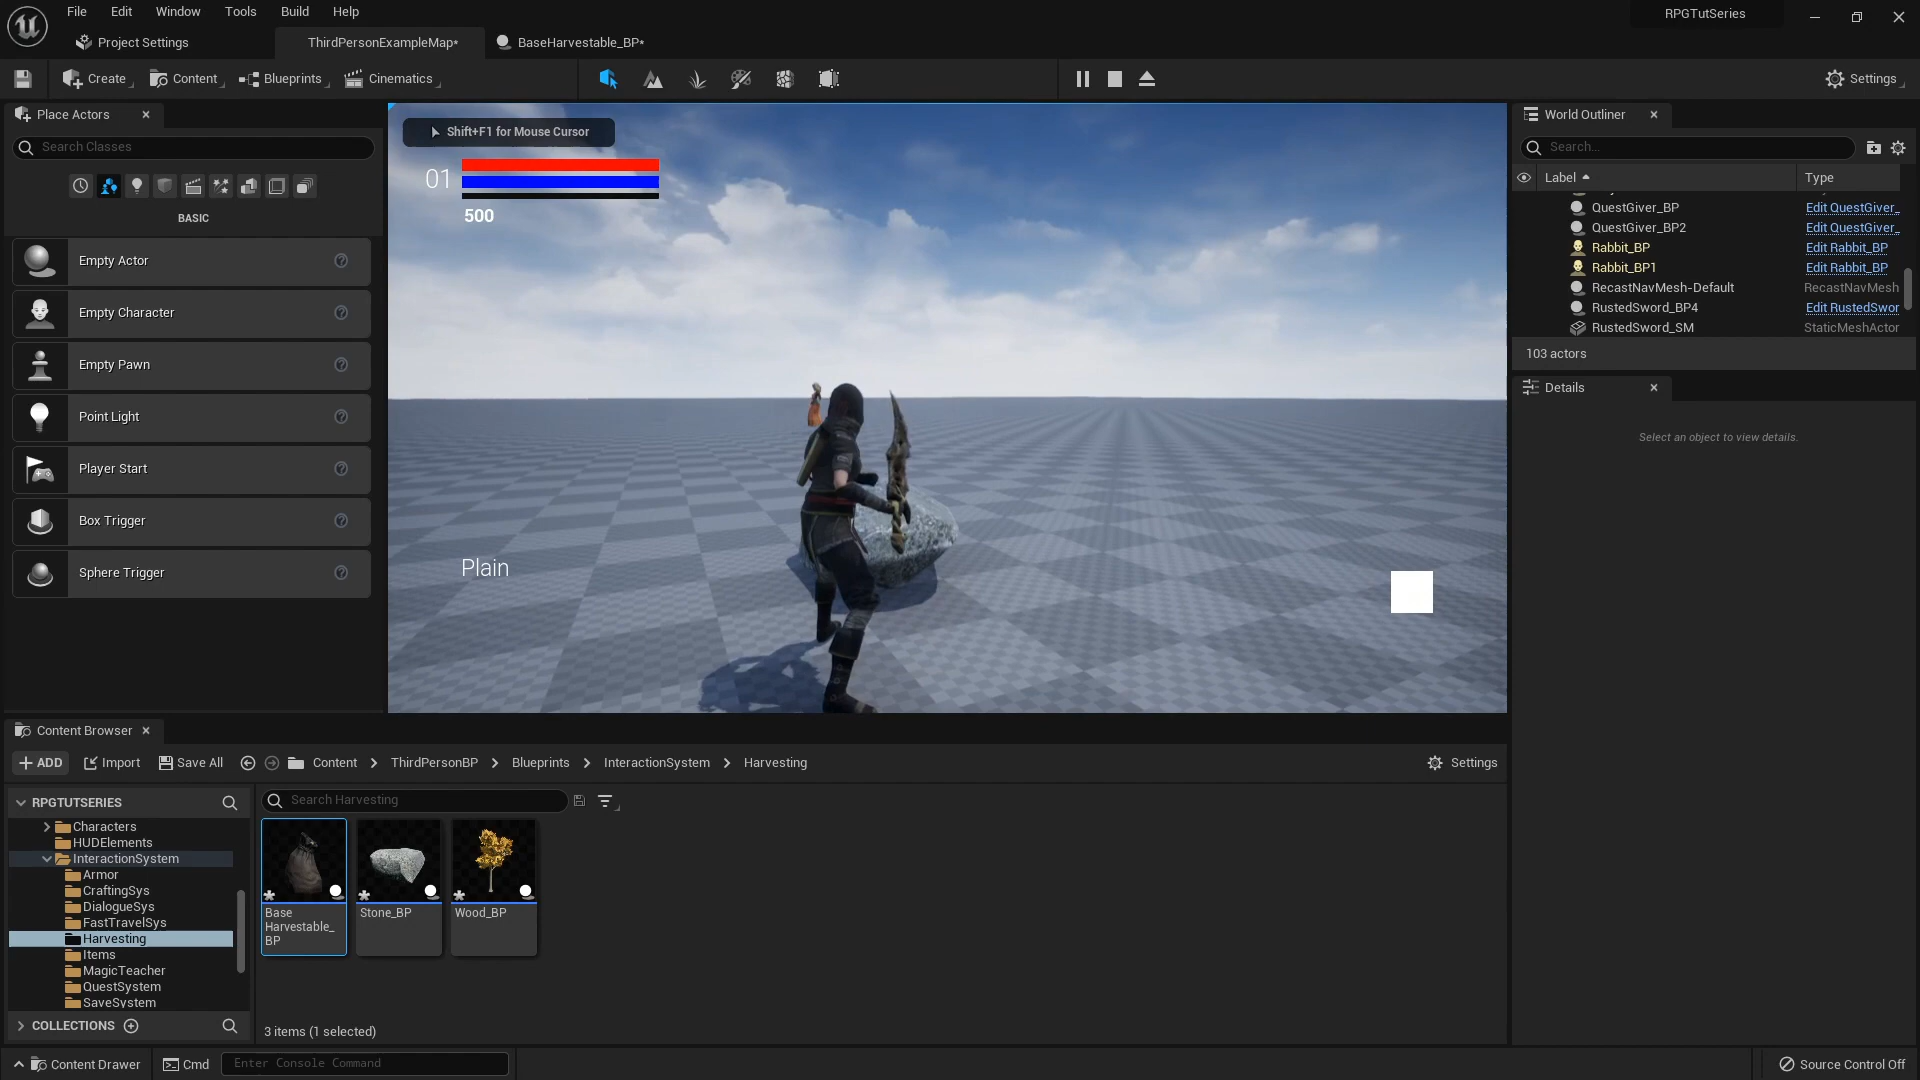 File Edit Window Tools Build Help
RPGTutSeries
Project Settings
ThirdPersonExampleMap*
BaseHarvestable_BP*
Create
Content
Blueprints
Cinematics
Settings
Place Actors
Search Classes
BASIC
Empty Actor
Empty Character
Empty Pawn
Point Light
Player Start
Box Trigger
Sphere Trigger
Shift+F1 for Mouse Cursor
01
500
Plain
World Outliner
Search...
Label Type
QuestGiver_BP Edit QuestGiver_
QuestGiver_BP2 Edit QuestGiver_
Rabbit_BP Edit Rabbit_BP
Rabbit_BP1 Edit Rabbit_BP
RecastNavMesh-Default RecastNavMesh
RustedSword_BP4 Edit RustedSwor
RustedSword_SM StaticMeshActor
103 actors
Details
Select an object to view details.
Content Browser
ADD Import Save All Content ThirdPersonBP Blueprints InteractionSystem Harvesting Settings
RPGTUTSERIES
Characters
HUDElements
InteractionSystem
Armor
CraftingSys
DialogueSys
FastTravelSys
Harvesting
Items
MagicTeacher
QuestSystem
SaveSystem
COLLECTIONS
Search Harvesting
Base
Harvestable_
BP
Stone_BP
Wood_BP
3 items (1 selected)
Content Drawer
Cmd
Enter Console Command
Source Control Off